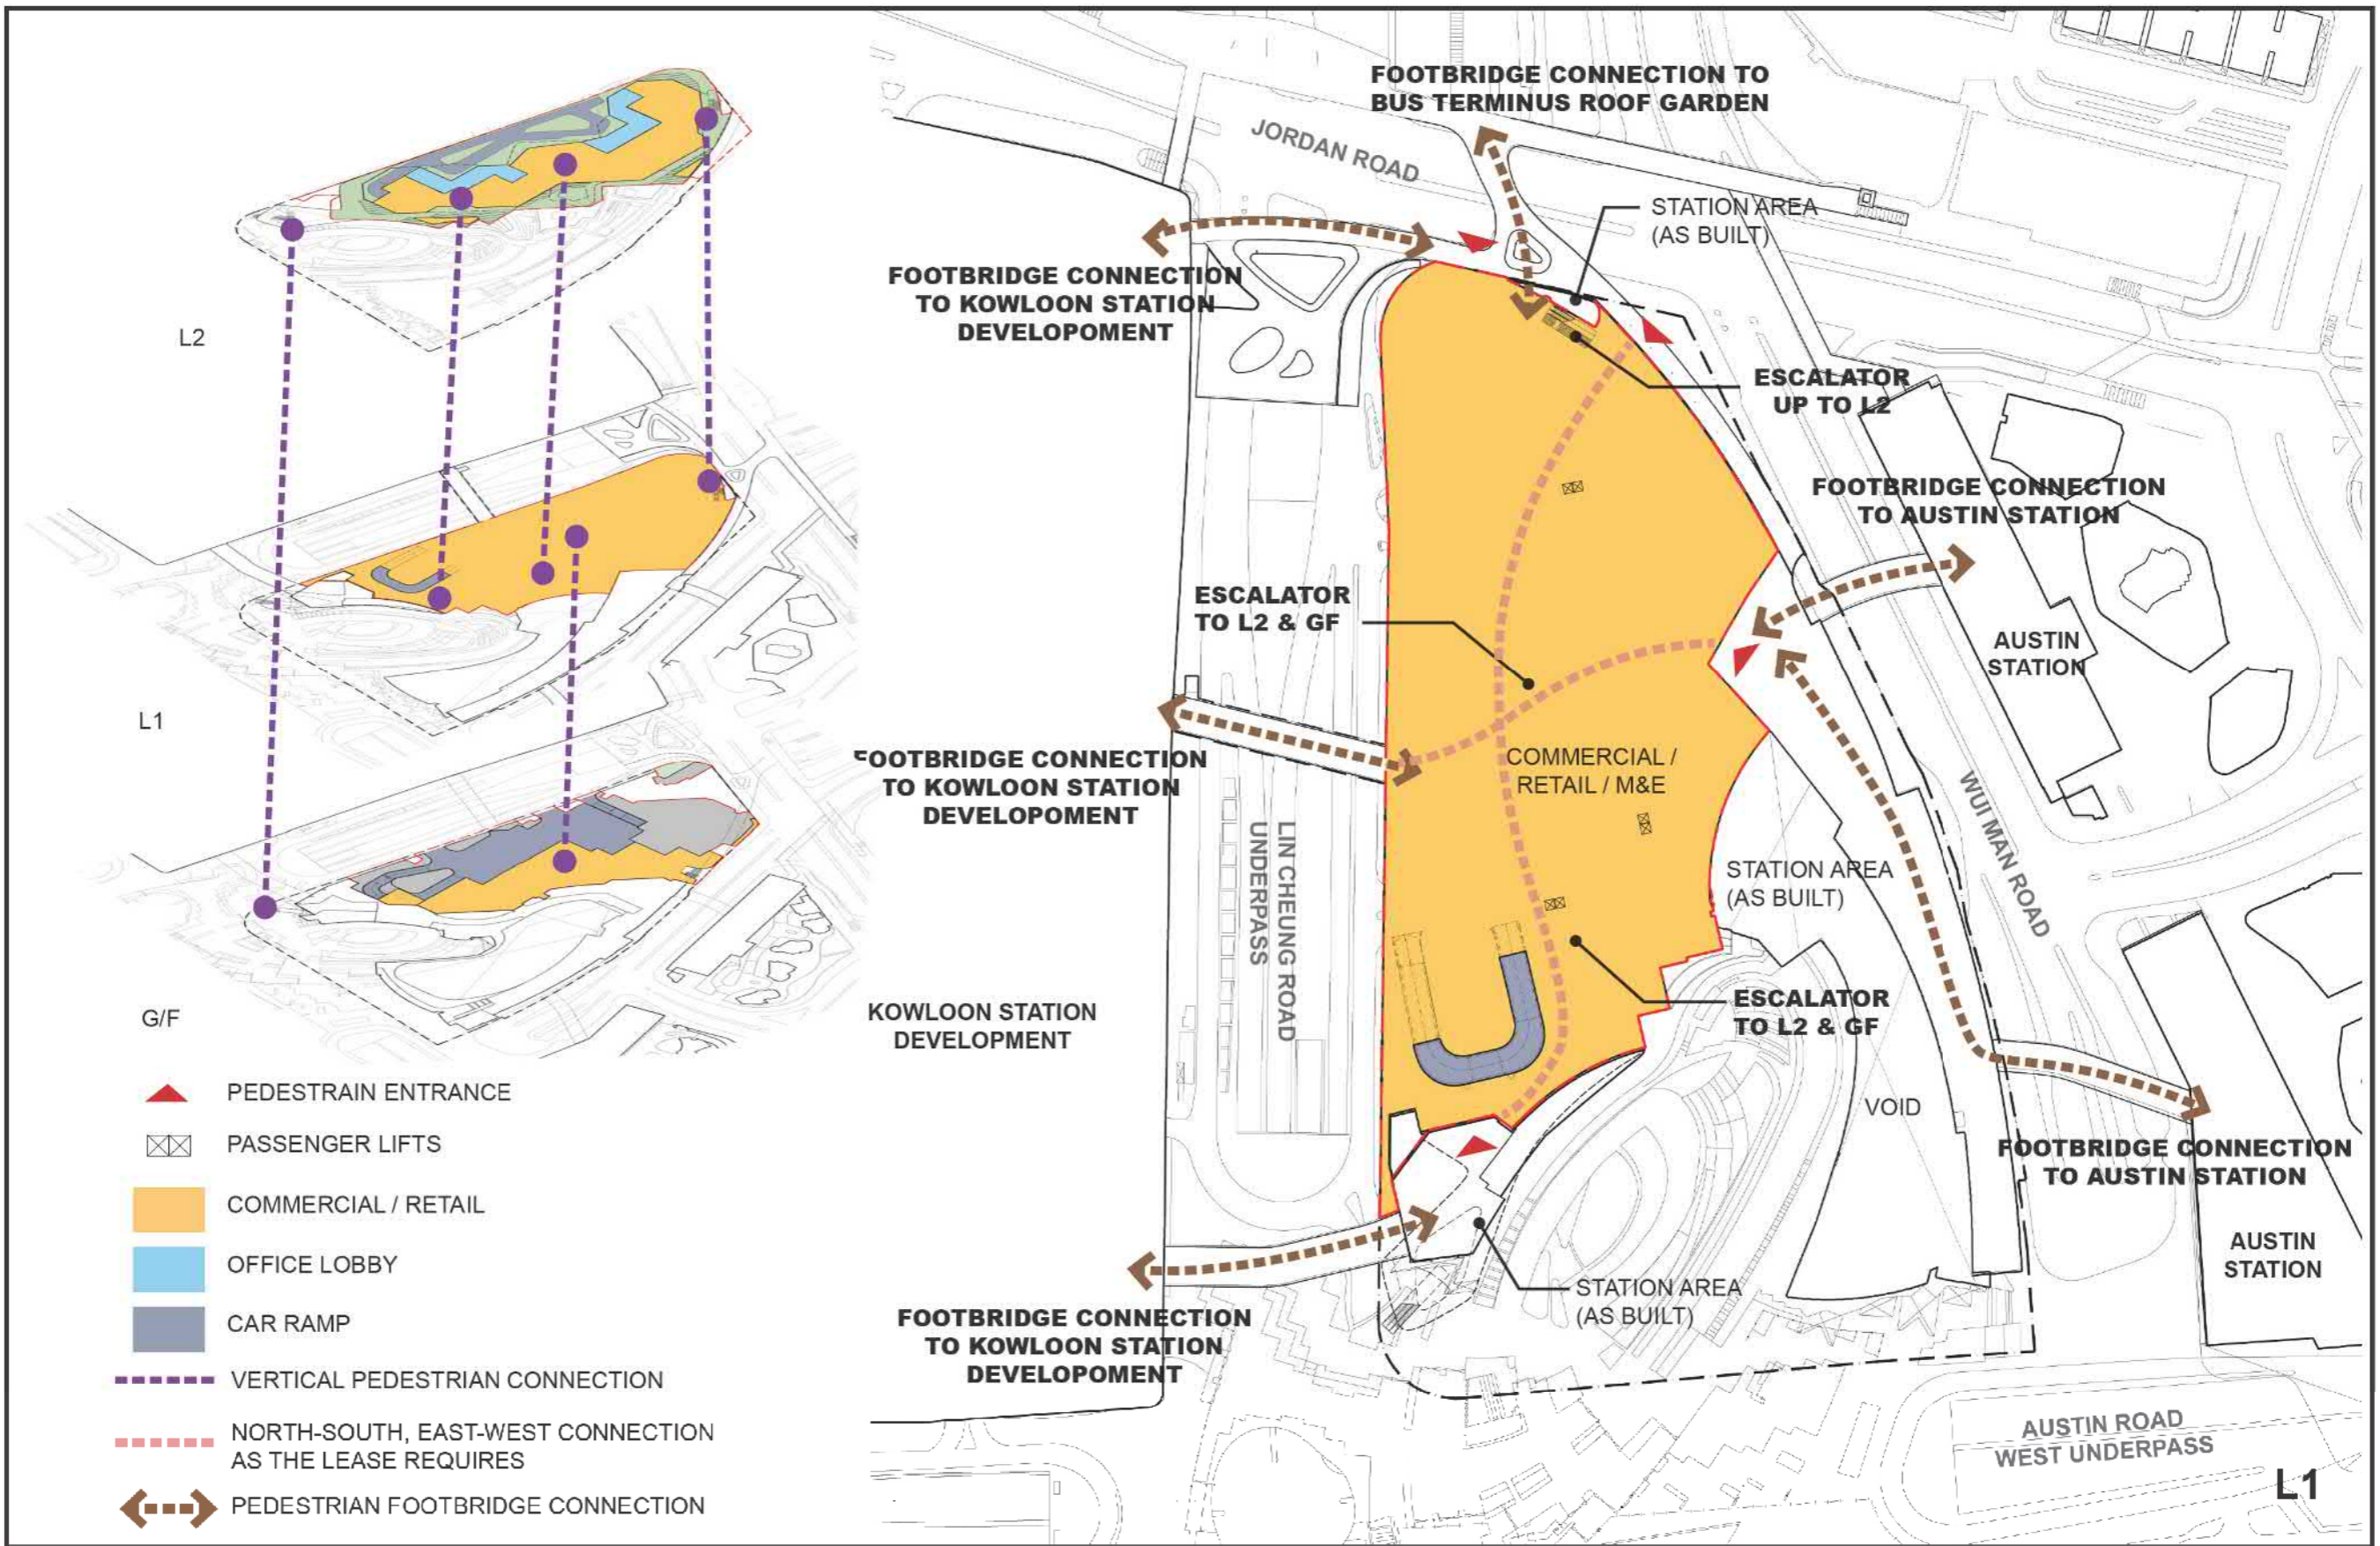 L2
L1
G/F
PEDESTRAIN ENTRANCE
PASSENGER LIFTS
COMMERCIAL / RETAIL
OFFICE LOBBY
CAR RAMP
VERTICAL PEDESTRIAN CONNECTION
NORTH-SOUTH, EAST-WEST CONNECTION
AS THE LEASE REQUIRES
PEDESTRIAN FOOTBRIDGE CONNECTION
FOOTBRIDGE CONNECTION TO
BUS TERMINUS ROOF GARDEN
JORDAN ROAD
STATION AREA
(AS BUILT)
FOOTBRIDGE CONNECTION
TO KOWLOON STATION
DEVELOPOMENT
ESCALATOR
UP TO L2
FOOTBRIDGE CONNECTION
TO AUSTIN STATION
ESCALATOR
TO L2 & GF
AUSTIN
STATION
FOOTBRIDGE CONNECTION
TO KOWLOON STATION
DEVELOPOMENT
COMMERCIAL /
RETAIL / M&E
LIN CHEUNG ROAD
UNDERPASS
WUI MAN ROAD
STATION AREA
(AS BUILT)
KOWLOON STATION
DEVELOPMENT
ESCALATOR
TO L2 & GF
VOID
FOOTBRIDGE CONNECTION
TO AUSTIN STATION
AUSTIN
STATION
STATION AREA
(AS BUILT)
FOOTBRIDGE CONNECTION
TO KOWLOON STATION
DEVELOPOMENT
AUSTIN ROAD
WEST UNDERPASS
L1